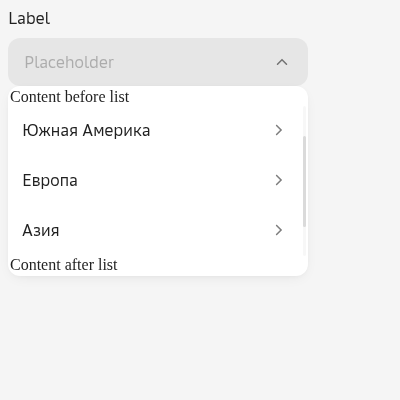 Label
Placeholder
Content before list
Южная Америка
Европа
Азия
Content after list